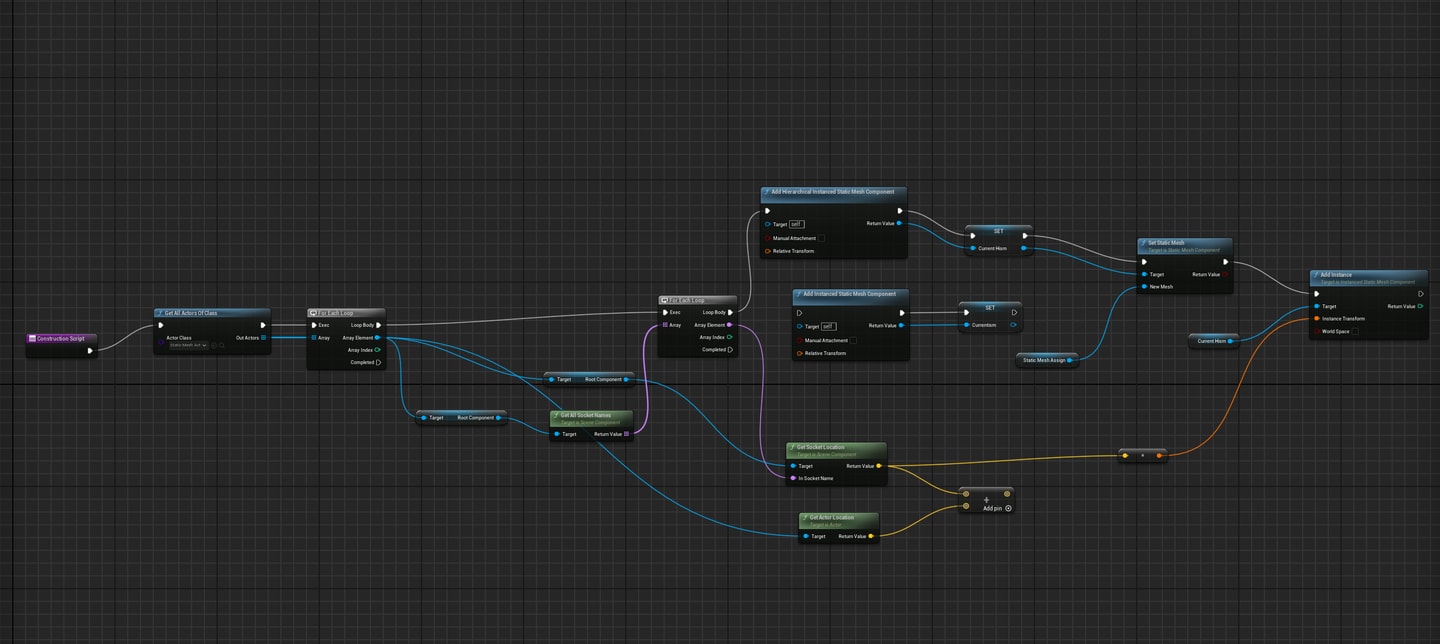 Construction Script
Get All Actors Of Class
Actor Class
Out Actors
For Each Loop
Exec
Loop Body
Array
Array Element
Array Index
Completed
Target
Root Component
Target
Root Component
Get All Socket Names
Target is Scene Component
Target
Return Value
For Each Loop
Exec
Loop Body
Array
Array Element
Array Index
Completed
Add Hierarchical Instanced Static Mesh Component
Target
self
Return Value
Manual Attachment
Relative Transform
SET
Current Hism
Add Instanced Static Mesh Component
Target
self
Return Value
Manual Attachment
Relative Transform
SET
Static Mesh Assign
Set Static Mesh
Target is Static Mesh Component
Target
Return Value
New Mesh
Current Hism
Add Instance
Target is Instanced Static Mesh Component
Target
Return Value
Instance Transform
World Space
Get Socket Location
Target is Scene Component
Target
Return Value
In Socket Name
Get Actor Location
Target is Actor
Target
Return Value
+
Add pin